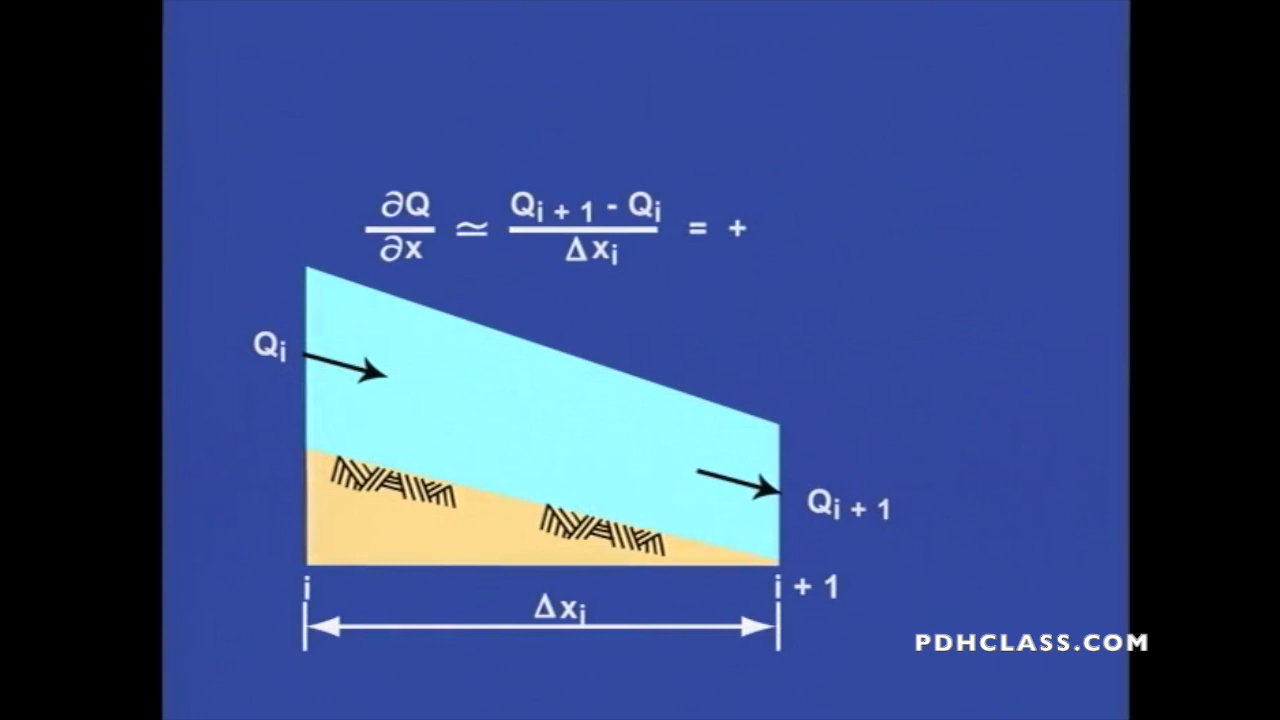 ∂Q/∂x ≃ (Qi + 1 - Qi)/Δxi = +
Qi
Qi + 1
i
i + 1
Δxi
PDHCLASS.COM